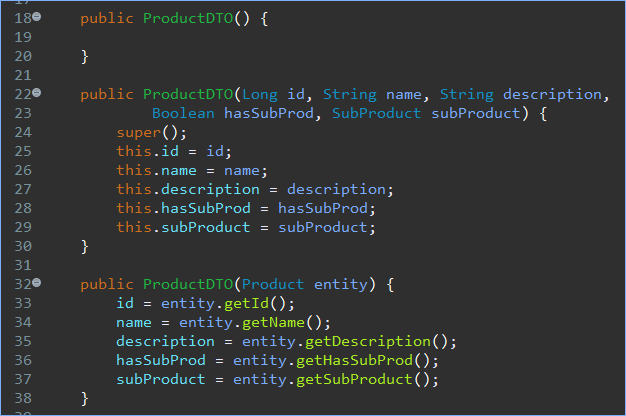 18 public ProductDTO() {
19
20 }
21
22 public ProductDTO(Long id, String name, String description,
23 Boolean hasSubProd, SubProduct subProduct) {
24 super();
25 this.id = id;
26 this.name = name;
27 this.description = description;
28 this.hasSubProd = hasSubProd;
29 this.subProduct = subProduct;
30 }
31
32 public ProductDTO(Product entity) {
33 id = entity.getId();
34 name = entity.getName();
35 description = entity.getDescription();
36 hasSubProd = entity.getHasSubProd();
37 subProduct = entity.getSubProduct();
38 }